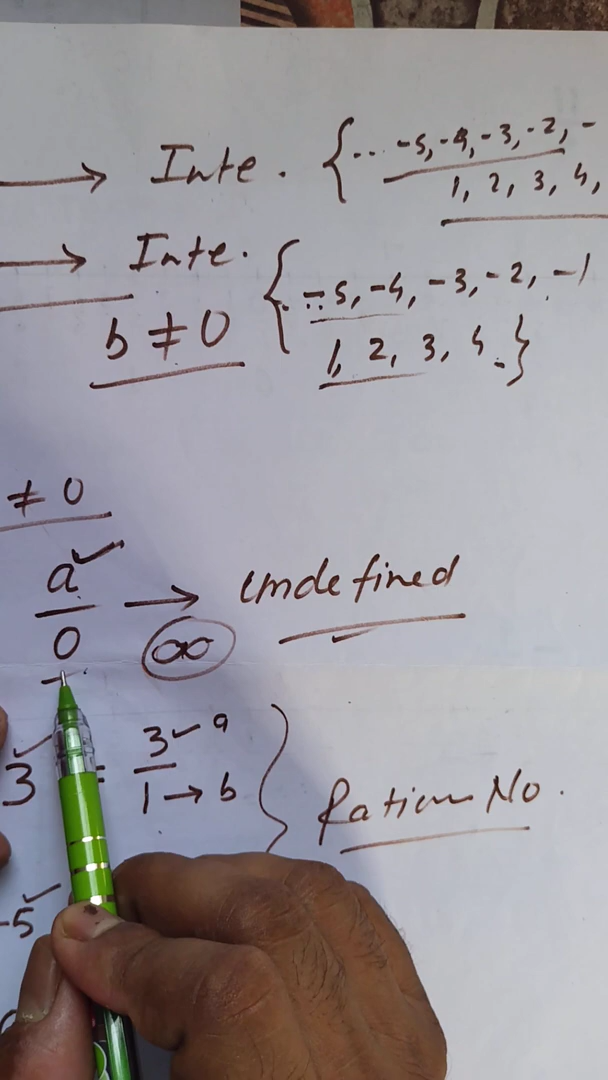 → Inte. {... -5, -4, -3, -2, -
1, 2, 3, 4,
→ Inte. {... -5, -4, -3, -2, -1
b ≠ 0
1, 2, 3, 4.}
≠ 0
a/0 → undefined
∞
3 = 3/1 a → b
Ration No.
-5